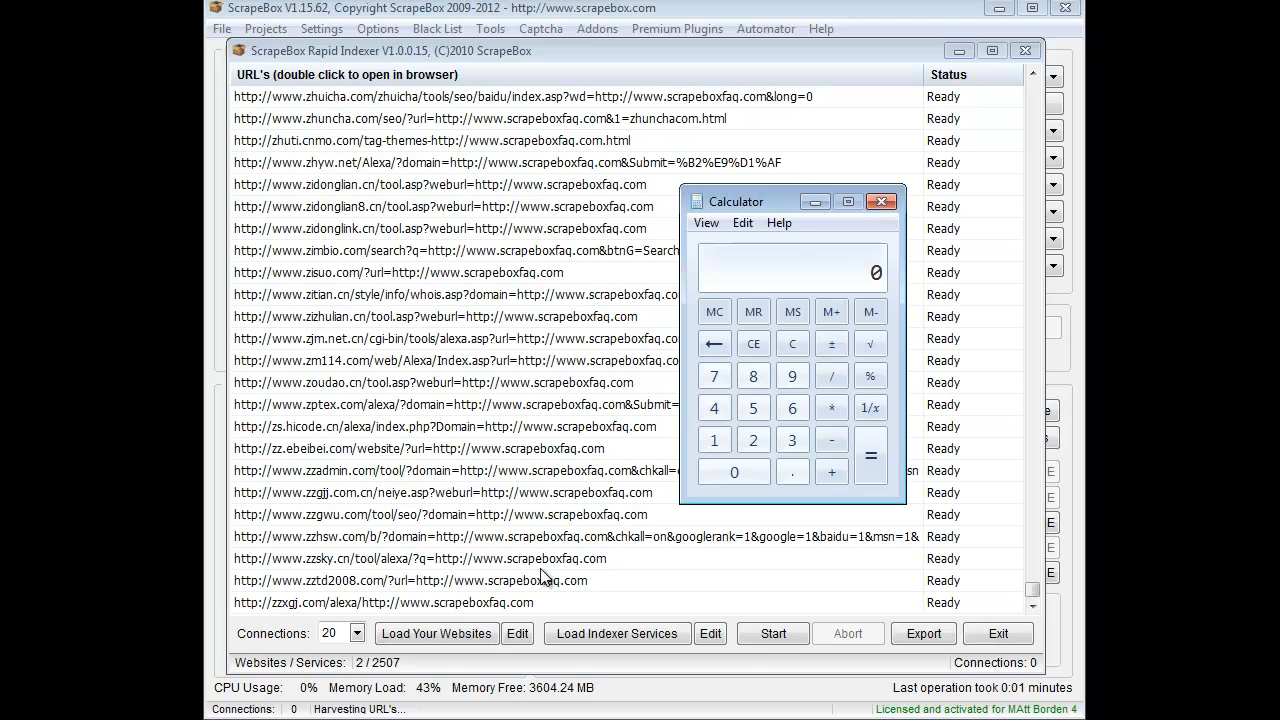 ScrapeBox V1.15.62, Copyright ScrapeBox 2009-2012 - http://www.scrapebox.com
File Projects Settings Options Black List Tools Captcha Addons Premium Plugins Automator Help
ScrapeBox Rapid Indexer V1.0.0.15, (C)2010 ScrapeBox
URL's (double click to open in browser) Status
http://www.zhuicha.com/zhuicha/tools/seo/baidu/index.asp?wd=http://www.scrapeboxfaq.com&long=0 Ready
http://www.zhuncha.com/seo/?url=http://www.scrapeboxfaq.com&1=zhunchacom.html Ready
http://zhuti.cnmo.com/tag-themes-http://www.scrapeboxfaq.com.html Ready
http://www.zhyw.net/Alexa/?domain=http://www.scrapeboxfaq.com&Submit=%B2%E9%D1%AF Ready
http://www.zidonglian.cn/tool.asp?weburl=http://www.scrapeboxfaq.com Ready
http://www.zidonglian8.cn/tool.asp?weburl=http://www.scrapeboxfaq.com Ready
http://www.zidonglink.cn/tool.asp?weburl=http://www.scrapeboxfaq.com Ready
http://www.zimbio.com/search?q=http://www.scrapeboxfaq.com&btnG=Search Ready
http://www.zisuo.com/?url=http://www.scrapeboxfaq.com Ready
http://www.zitian.cn/style/info/whois.asp?domain=http://www.scrapeboxfaq.com Ready
http://www.zizhulian.cn/tool.asp?weburl=http://www.scrapeboxfaq.com Ready
http://www.zjm.net.cn/cgi-bin/tools/alexa.asp?url=http://www.scrapeboxfaq.com Ready
http://www.zm114.com/web/Alexa/Index.asp?url=http://www.scrapeboxfaq.com Ready
http://www.zoudao.cn/tool.asp?weburl=http://www.scrapeboxfaq.com Ready
http://www.zptex.com/alexa/?domain=http://www.scrapeboxfaq.com&Submit= Ready
http://zs.hicode.cn/alexa/index.php?Domain=http://www.scrapeboxfaq.com Ready
http://zz.ebeibei.com/website/?url=http://www.scrapeboxfaq.com Ready
http://www.zzadmin.com/tool/?domain=http://www.scrapeboxfaq.com&chkall= sn Ready
http://www.zzgjj.com.cn/neiye.asp?weburl=http://www.scrapeboxfaq.com Ready
http://www.zzgwu.cn/tool/seo/?domain=http://www.scrapeboxfaq.com Ready
http://www.zzhsw.com/b/?domain=http://www.scrapeboxfaq.com&chkall=on&googlerank=1&google=1&baidu=1&msn=1& Ready
http://www.zzsky.cn/tool/alexa/?q=http://www.scrapeboxfaq.com Ready
http://www.zztd2008.com/?url=http://www.scrapeboxfaq.com Ready
http://zzxgj.com/alexa/http://www.scrapeboxfaq.com Ready
Calculator
View Edit Help
0
MC MR MS M+ M-
← CE C ± √
7 8 9 / %
4 5 6 * 1/x
1 2 3 - =
0 . +
Connections: 20 Load Your Websites Edit Load Indexer Services Edit Start Abort Export Exit
Websites / Services: 2 / 2507 Connections: 0
CPU Usage: 0% Memory Load: 43% Memory Free: 3604.24 MB Last operation took 0:01 minutes
Connections: 0 Harvesting URL's... Licensed and activated for MAtt Borden 4